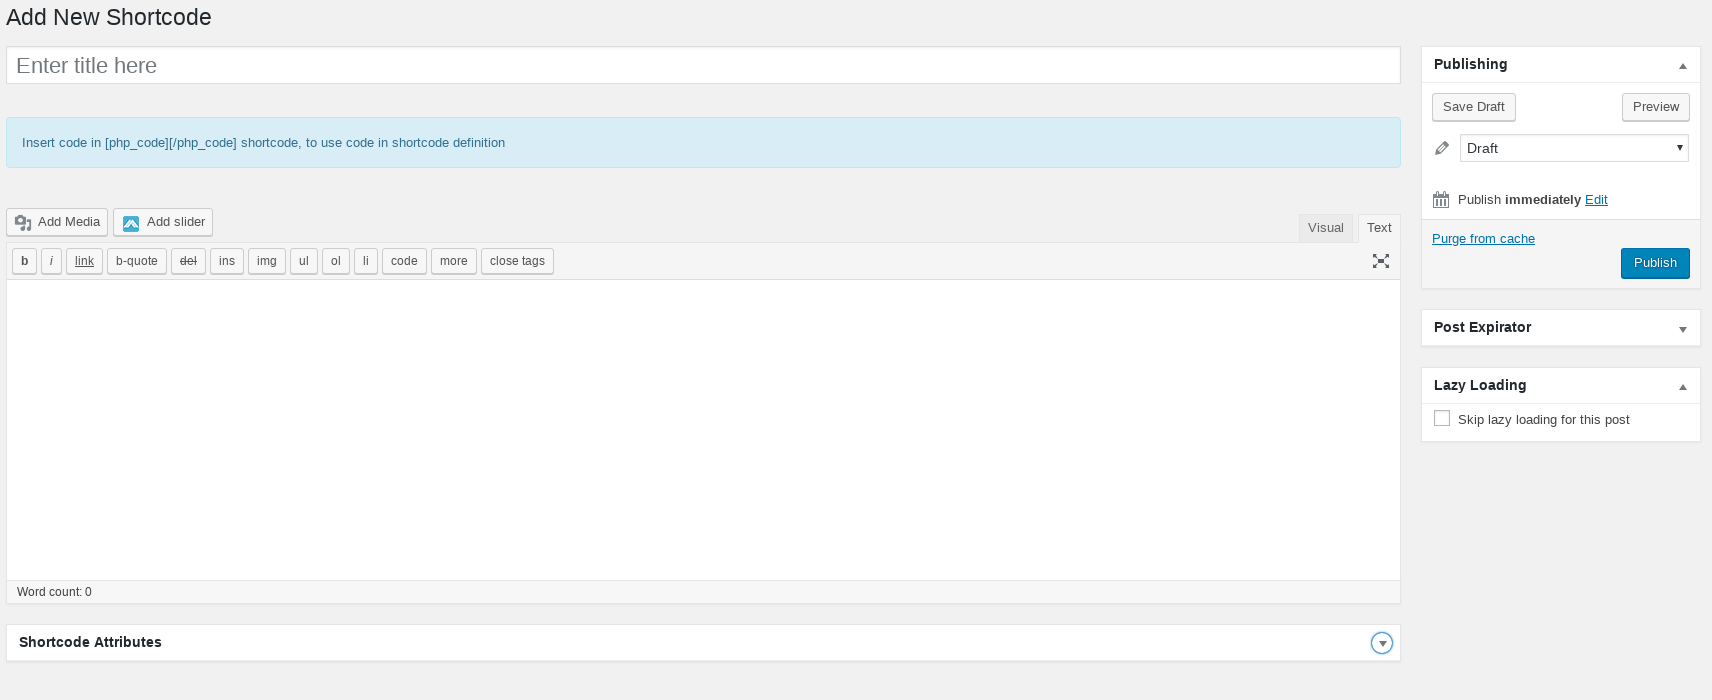 Add New Shortcode
Enter title here
Insert code in [php_code][/php_code] shortcode, to use code in shortcode definition
Add Media Add slider Visual Text
b i link b-quote del ins img ul ol li code more close tags
Word count: 0
Shortcode Attributes
Publishing
Save Draft Preview
Draft
Publish immediately Edit
Purge from cache
Publish
Post Expirator
Lazy Loading
Skip lazy loading for this post